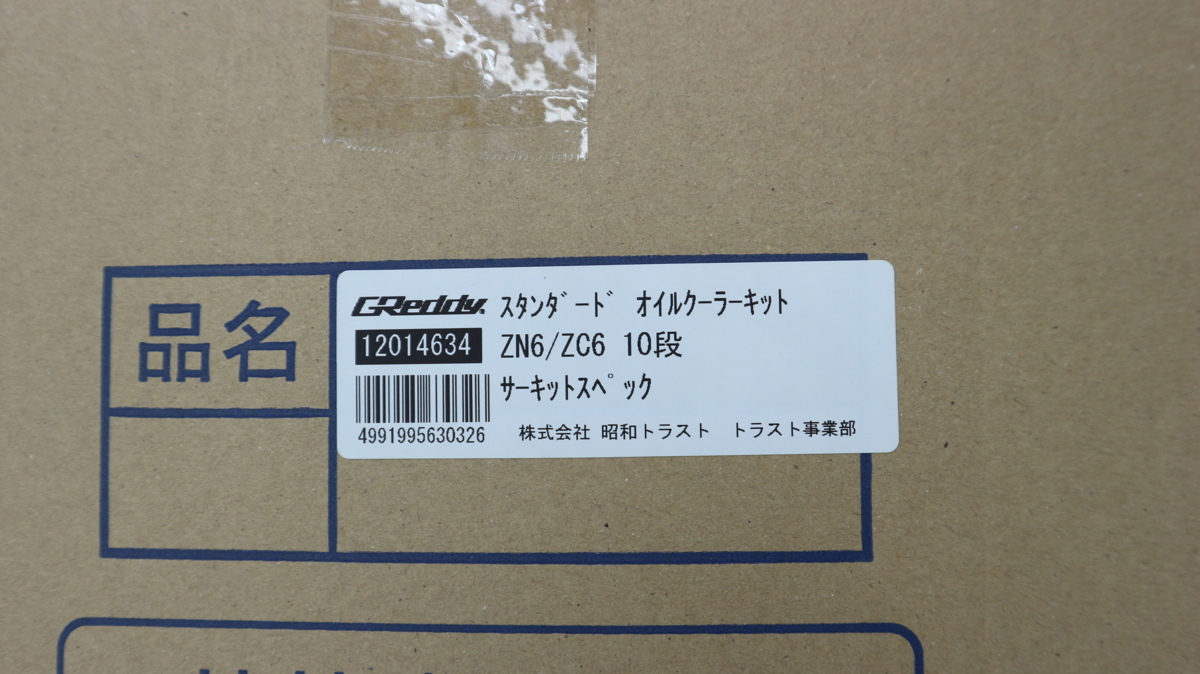 品名
GReddy スタンダード オイルクーラーキット
12014634 ZN6/ZC6 10段
サーキットスペック
4991995630326 株式会社 昭和トラスト トラスト事業部